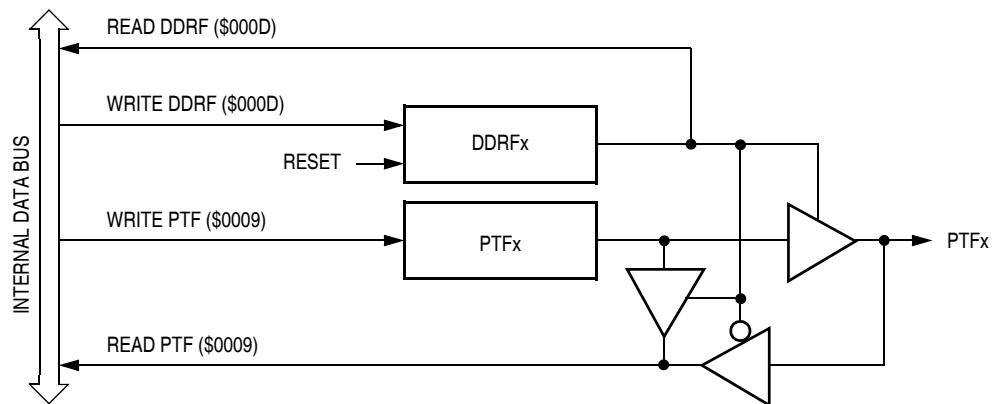 READ DDRF ($000D)
WRITE DDRF ($000D)
DDRFx
RESET
WRITE PTF ($0009)
PTFx
PTFx
READ PTF ($0009)
INTERNAL DATA BUS